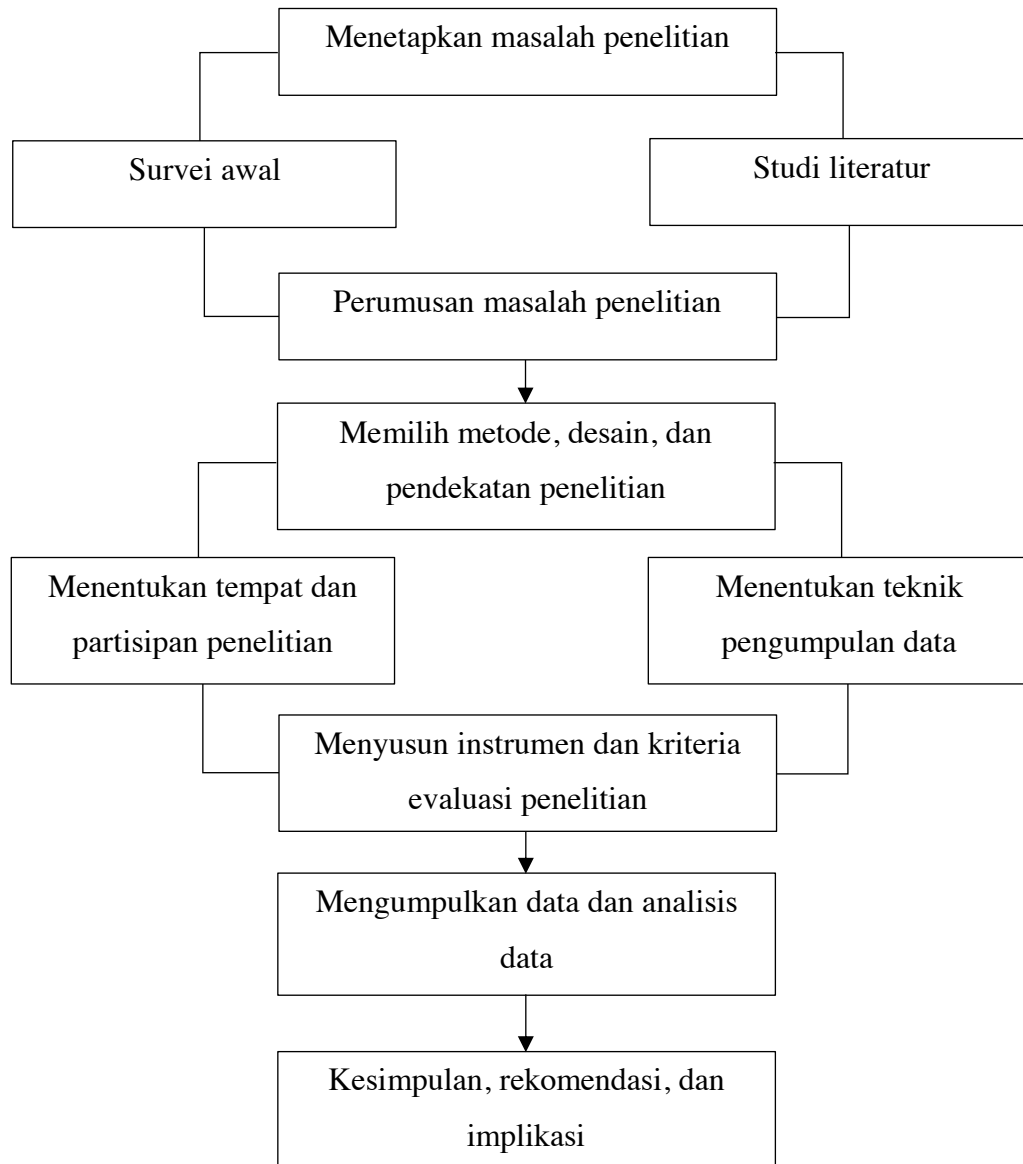 Menetapkan masalah penelitian
Survei awal
Studi literatur
Perumusan masalah penelitian
Memilih metode, desain, dan
pendekatan penelitian
Menentukan tempat dan
partisipan penelitian
Menentukan teknik
pengumpulan data
Menyusun instrumen dan kriteria
evaluasi penelitian
Mengumpulkan data dan analisis
data
Kesimpulan, rekomendasi, dan
implikasi